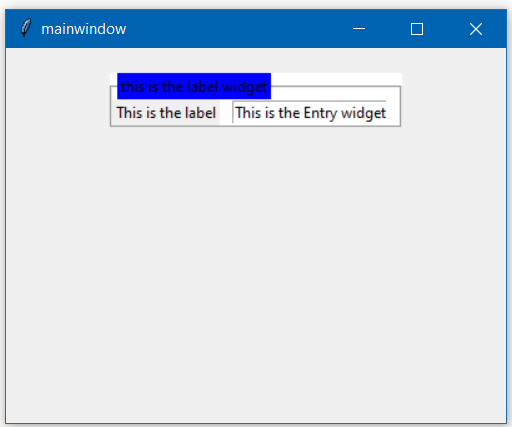 mainwindow
this is the label widget
This is the label This is the Entry widget